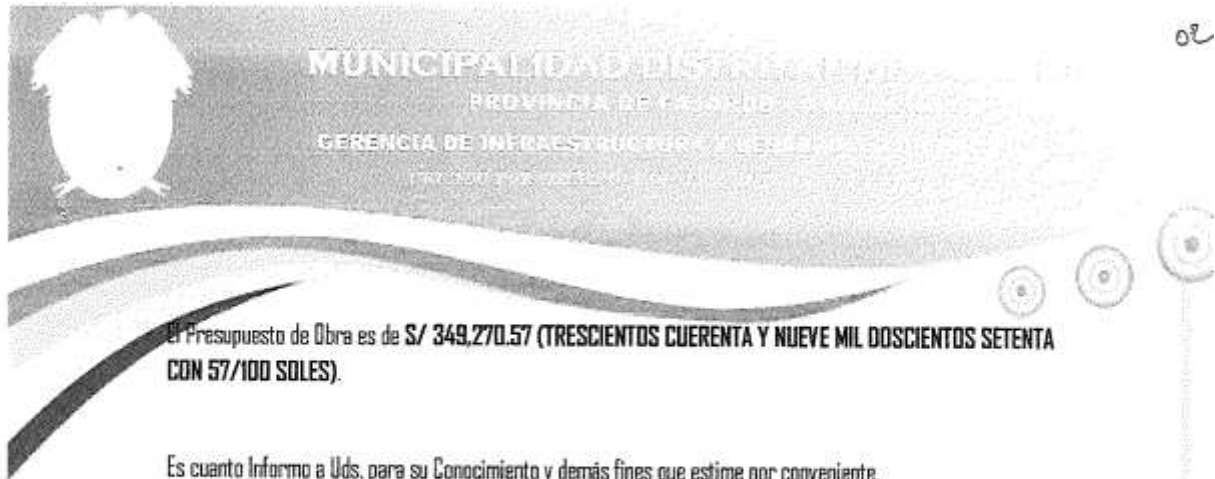 02
MUNICIPALIDAD
PROVINCIA DE
GERENCIA DE INFRAESTRUCTURA Y
El Presupuesto de Obra es de S/ 349,270.57 (TRESCIENTOS CUERENTA Y NUEVE MIL DOSCIENTOS SETENTA
CON 57/100 SOLES).
Es cuanto Informo a Uds. para su Conocimiento y demás fines que estime por conveniente.